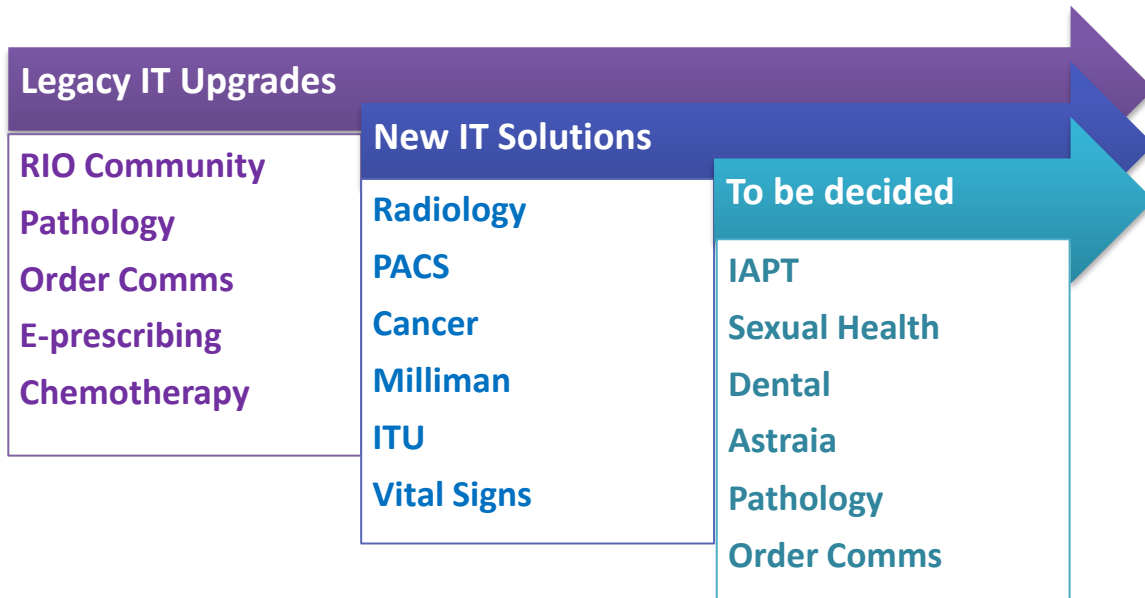 Legacy IT Upgrades
RIO Community
Pathology
Order Comms
E-prescribing
Chemotherapy
New IT Solutions
Radiology
PACS
Cancer
Milliman
ITU
Vital Signs
To be decided
IAPT
Sexual Health
Dental
Astraia
Pathology
Order Comms